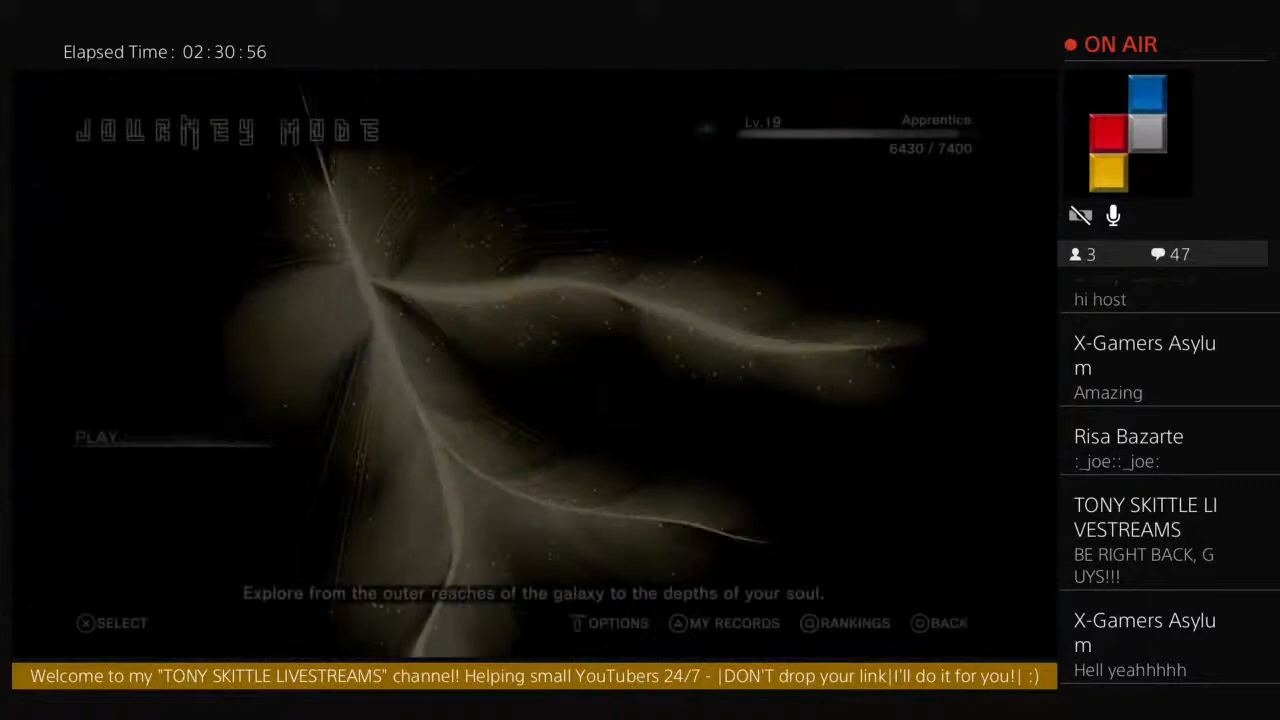 Elapsed Time: 02:30:56
ON AIR
JOURNEY MODE
Lv.19 Apprentice
6430 / 7400
3 47
hi host
X-Gamers Asylu
m
Amazing
Risa Bazarte
:_joe::_joe:
PLAY
TONY SKITTLE LI
VESTREAMS
BE RIGHT BACK, G
UYS!!!
Explore from the outer reaches of the galaxy to the depths of your soul.
SELECT OPTIONS MY RECORDS RANKINGS BACK
X-Gamers Asylu
m
Hell yeahhhhh
Welcome to my "TONY SKITTLE LIVESTREAMS" channel! Helping small YouTubers 24/7 - |DON'T drop your link|I'll do it for you!| :)